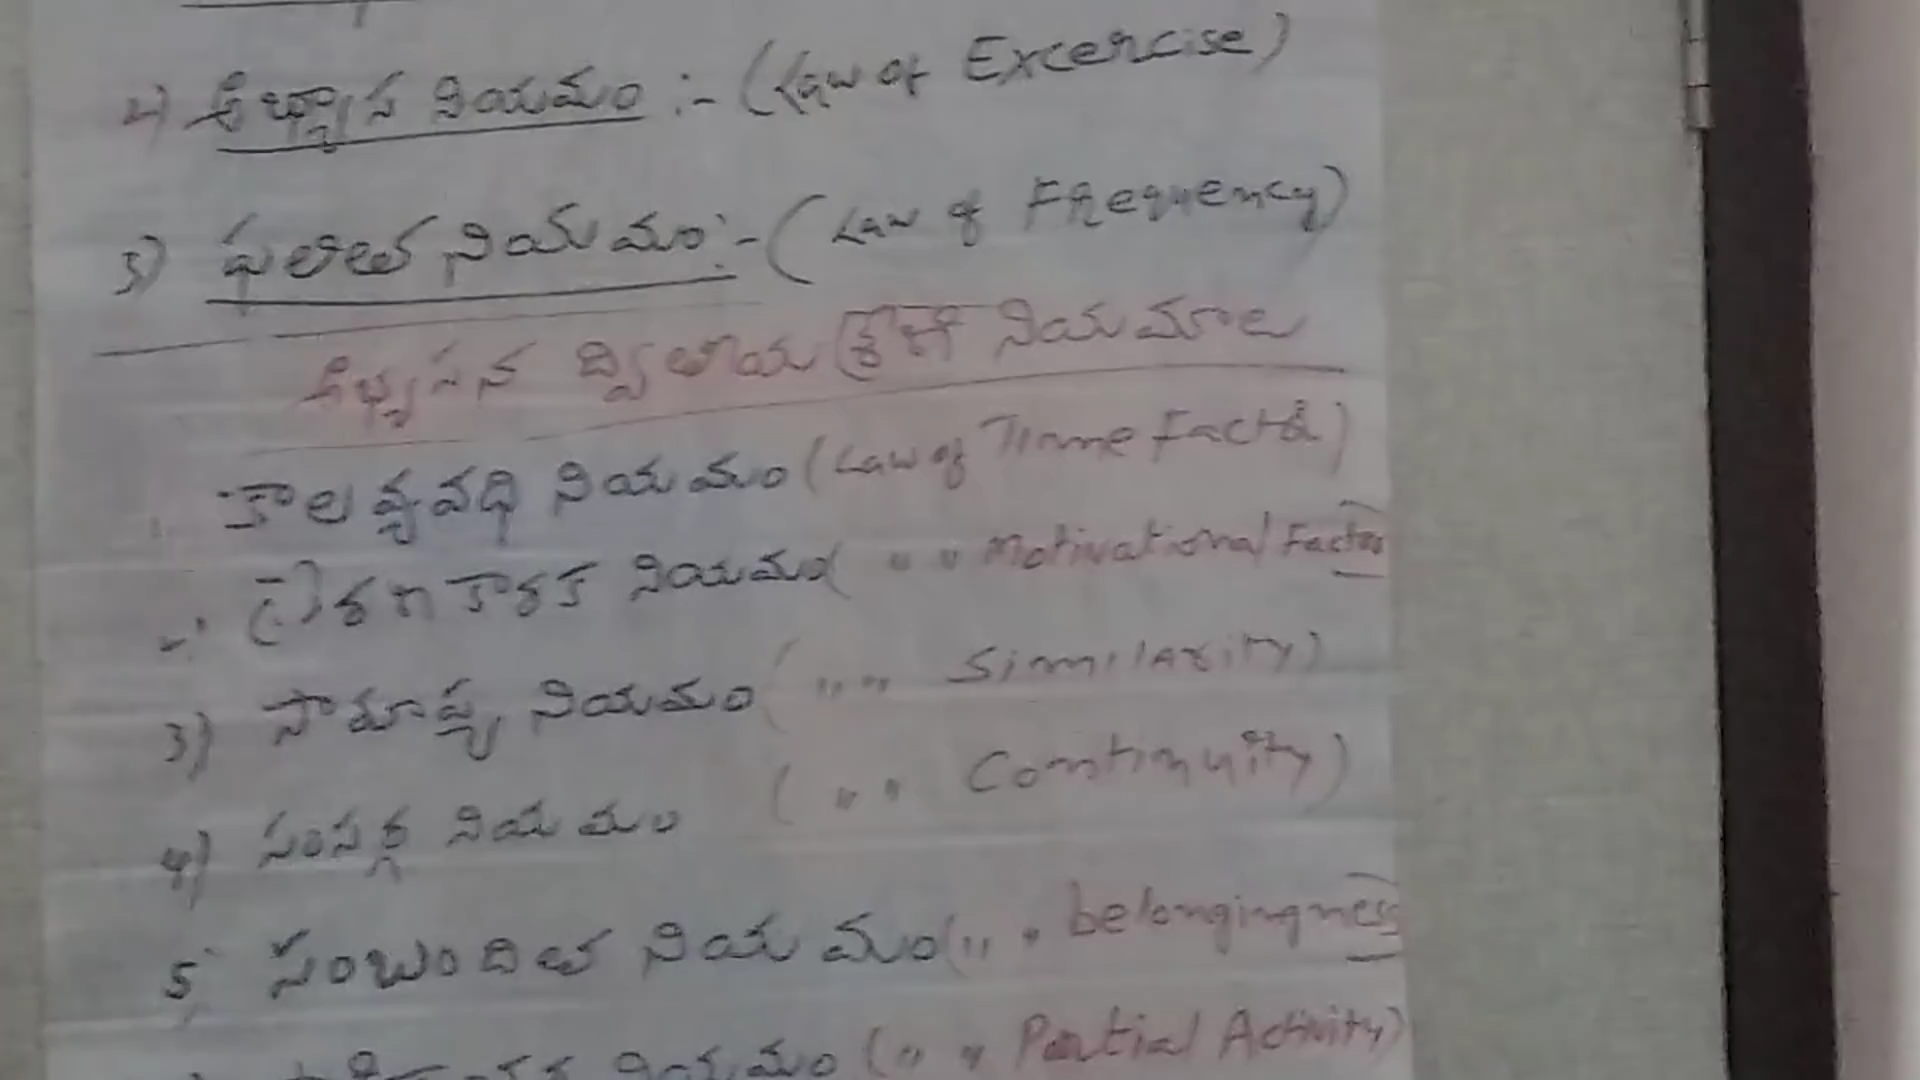 2) అభ్యాస నియమం :- (Law of Excercise)
3) ఫలిత నియమం :- (Law of Frequency)
అభ్యసన ద్వితీయ శ్రేణి నియమాలు
కాల వ్యవధి నియమం (Law of Timme Factor)
2. ప్రేరణ కారక నియమం ( " " Motivational Factor
3) సారూప్య నియమం ( " " Similarity)
4) సంసర్గ నియమం ( " " Continuity)
5 సంబందిత నియమం ( " " belongingness
నియమం ( " " Partial Activity)